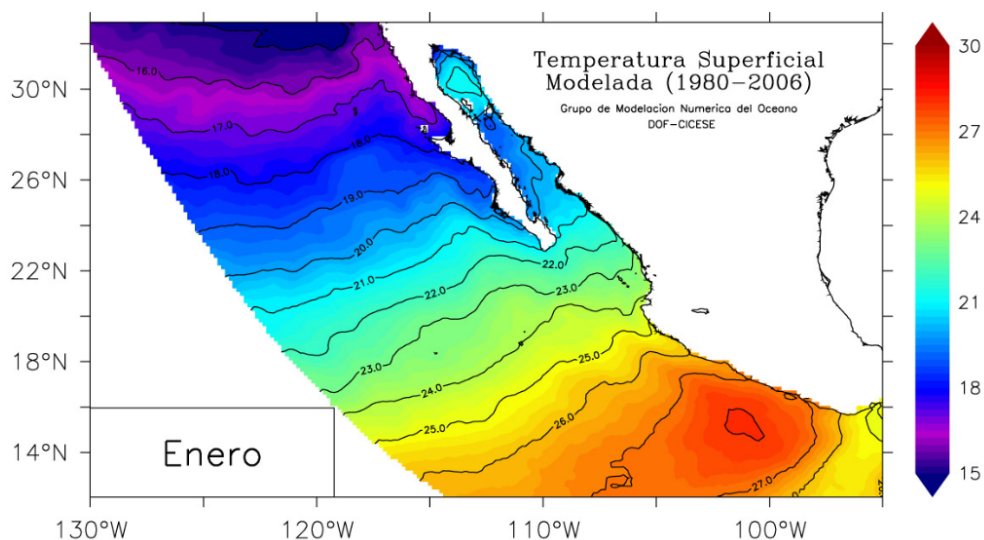 Temperatura Superficial
Modelada (1980-2006)
Grupo de Modelacion Numerica del Oceano
DOF-CICESE
30°N
26°N
22°N
18°N
14°N
130°W
120°W
110°W
100°W
Enero
30
27
24
21
18
15
16.0
17.0
18.0
18.0
19.0
20.0
21.0
22.0
22.0
23.0
23.0
24.0
25.0
25.0
26.0
27.0